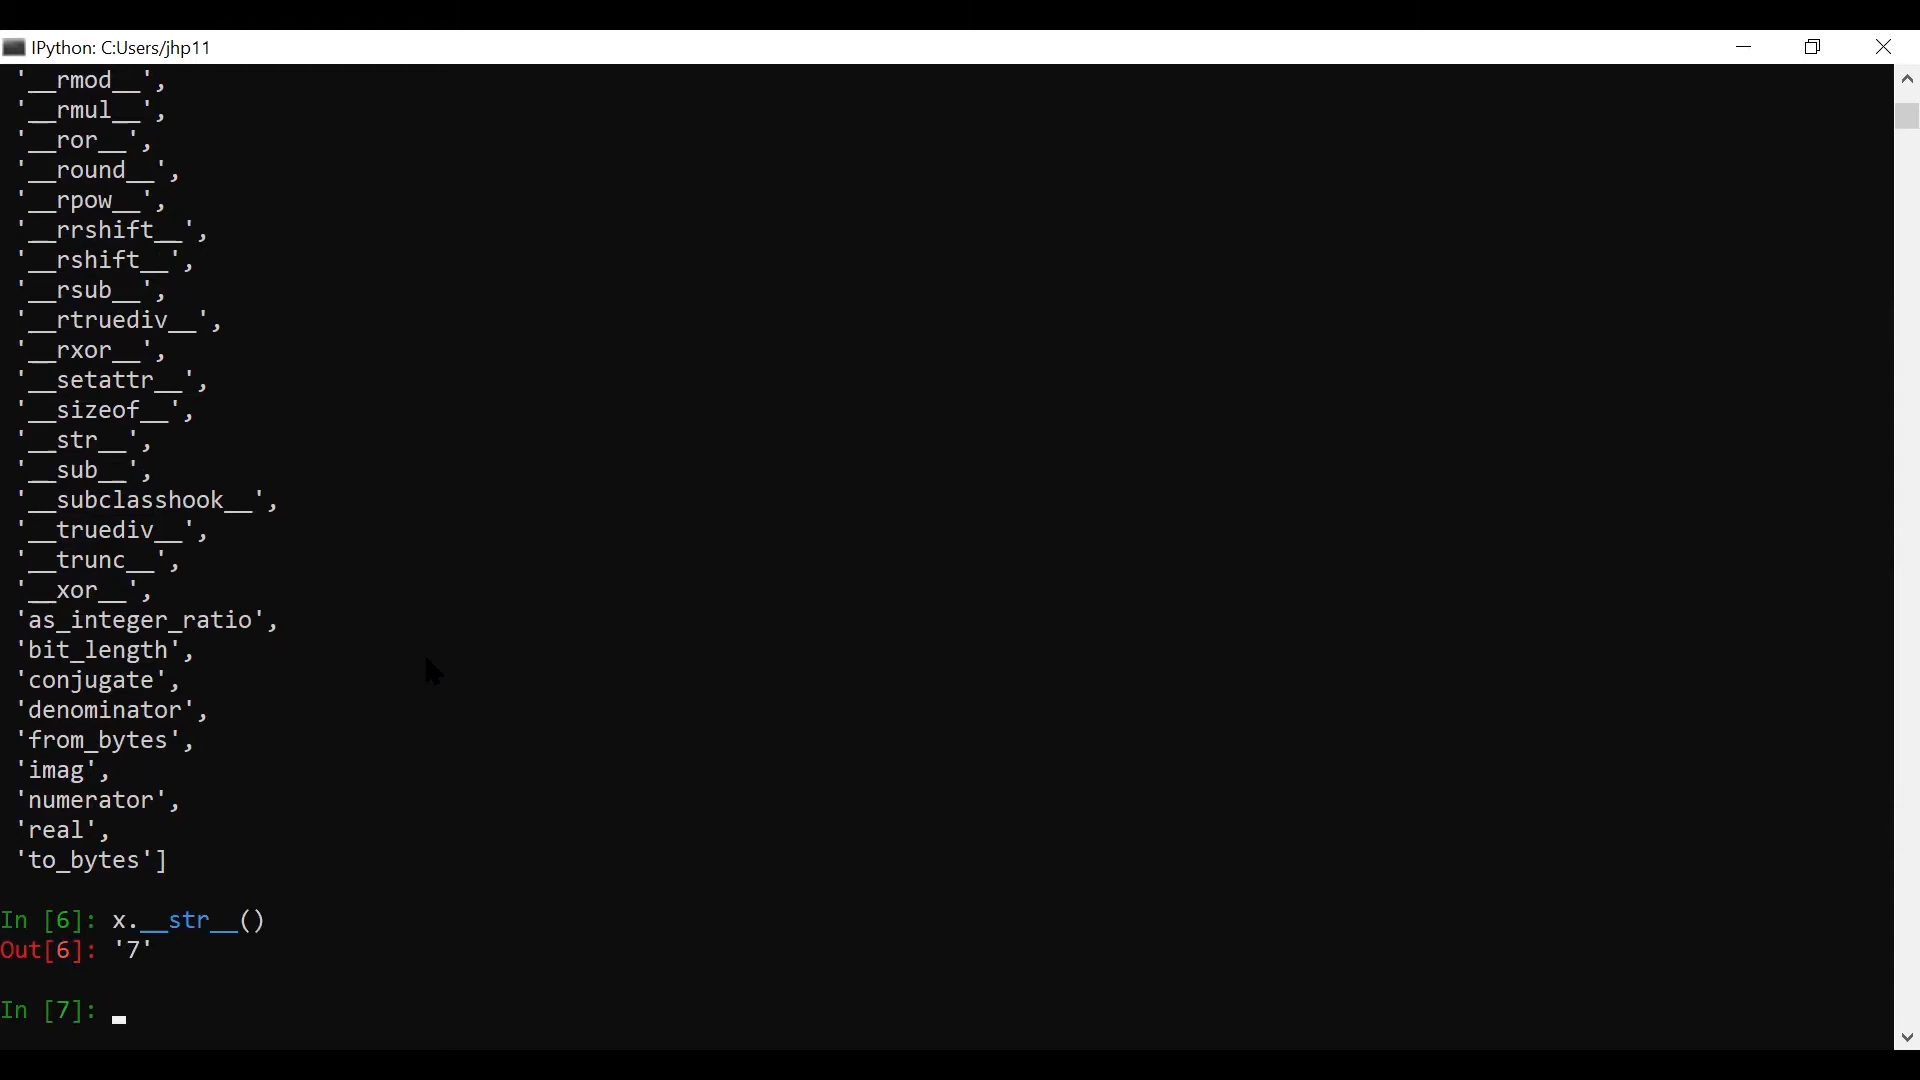 IPython: C:Users/jhp11
'__rmod__',
'__rmul__',
'__ror__',
'__round__',
'__rpow__',
'__rrshift__',
'__rshift__',
'__rsub__',
'__rtruediv__',
'__rxor__',
'__setattr__',
'__sizeof__',
'__str__',
'__sub__',
'__subclasshook__',
'__truediv__',
'__trunc__',
'__xor__',
'as_integer_ratio',
'bit_length',
'conjugate',
'denominator',
'from_bytes',
'imag',
'numerator',
'real',
'to_bytes']
In [6]: x.__str__()
Out[6]: '7'
In [7]: